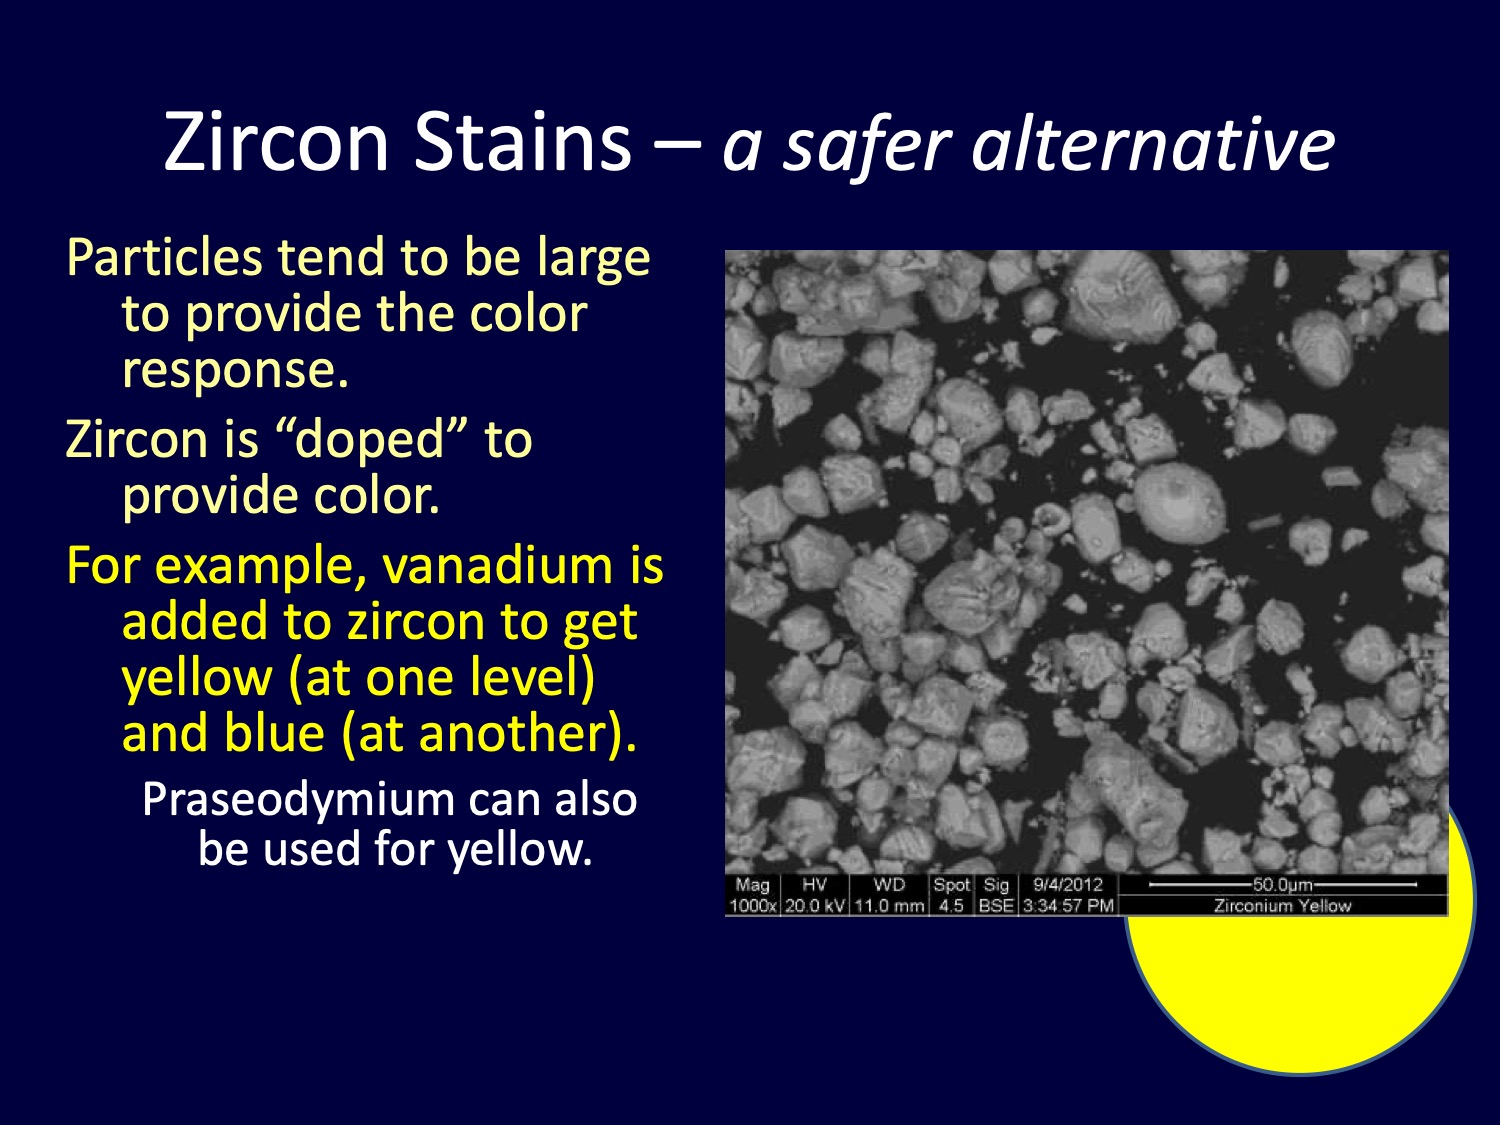 Zircon Stains – a safer alternative
Particles tend to be large
to provide the color
response.
Zircon is “doped” to
provide color.
For example, vanadium is
added to zircon to get
yellow (at one level)
and blue (at another).
Praseodymium can also
be used for yellow.
Mag HV WD Spot Sig 9/4/2012 50.0µm
1000x 20.0 kV 11.0 mm 4.5 BSE 3:34:57 PM Zirconium Yellow